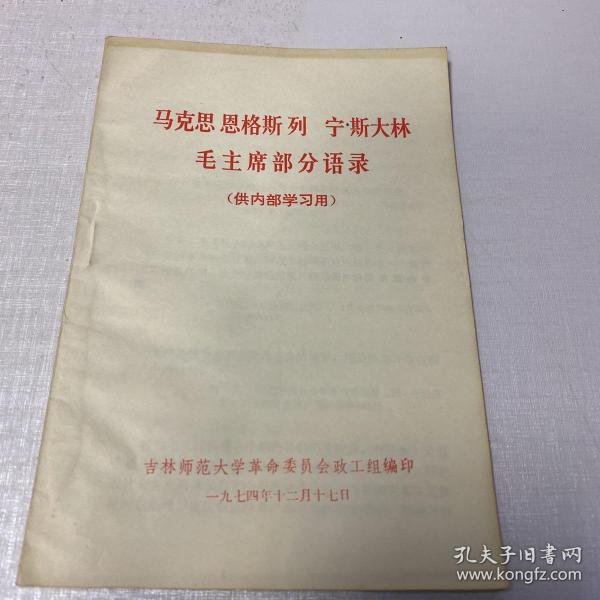 马克思 恩格斯 列 宁·斯大林
毛主席部分语录
(供内部学习用)
吉林师范大学革命委员会政工组编印
一九七四年十二月十七日
孔夫子旧书网
www.kongfz.com